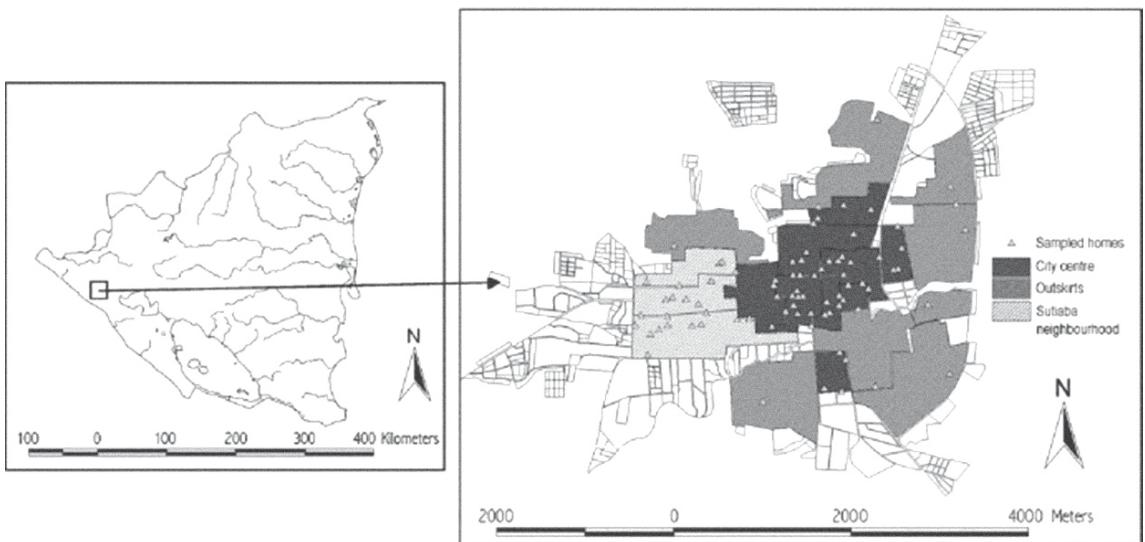 N
100 0 100 200 300 400 Kilometers
Sampled homes
City centre
Outskirts
Sutiaba
neighbourhood
N
2000 0 2000 4000 Meters